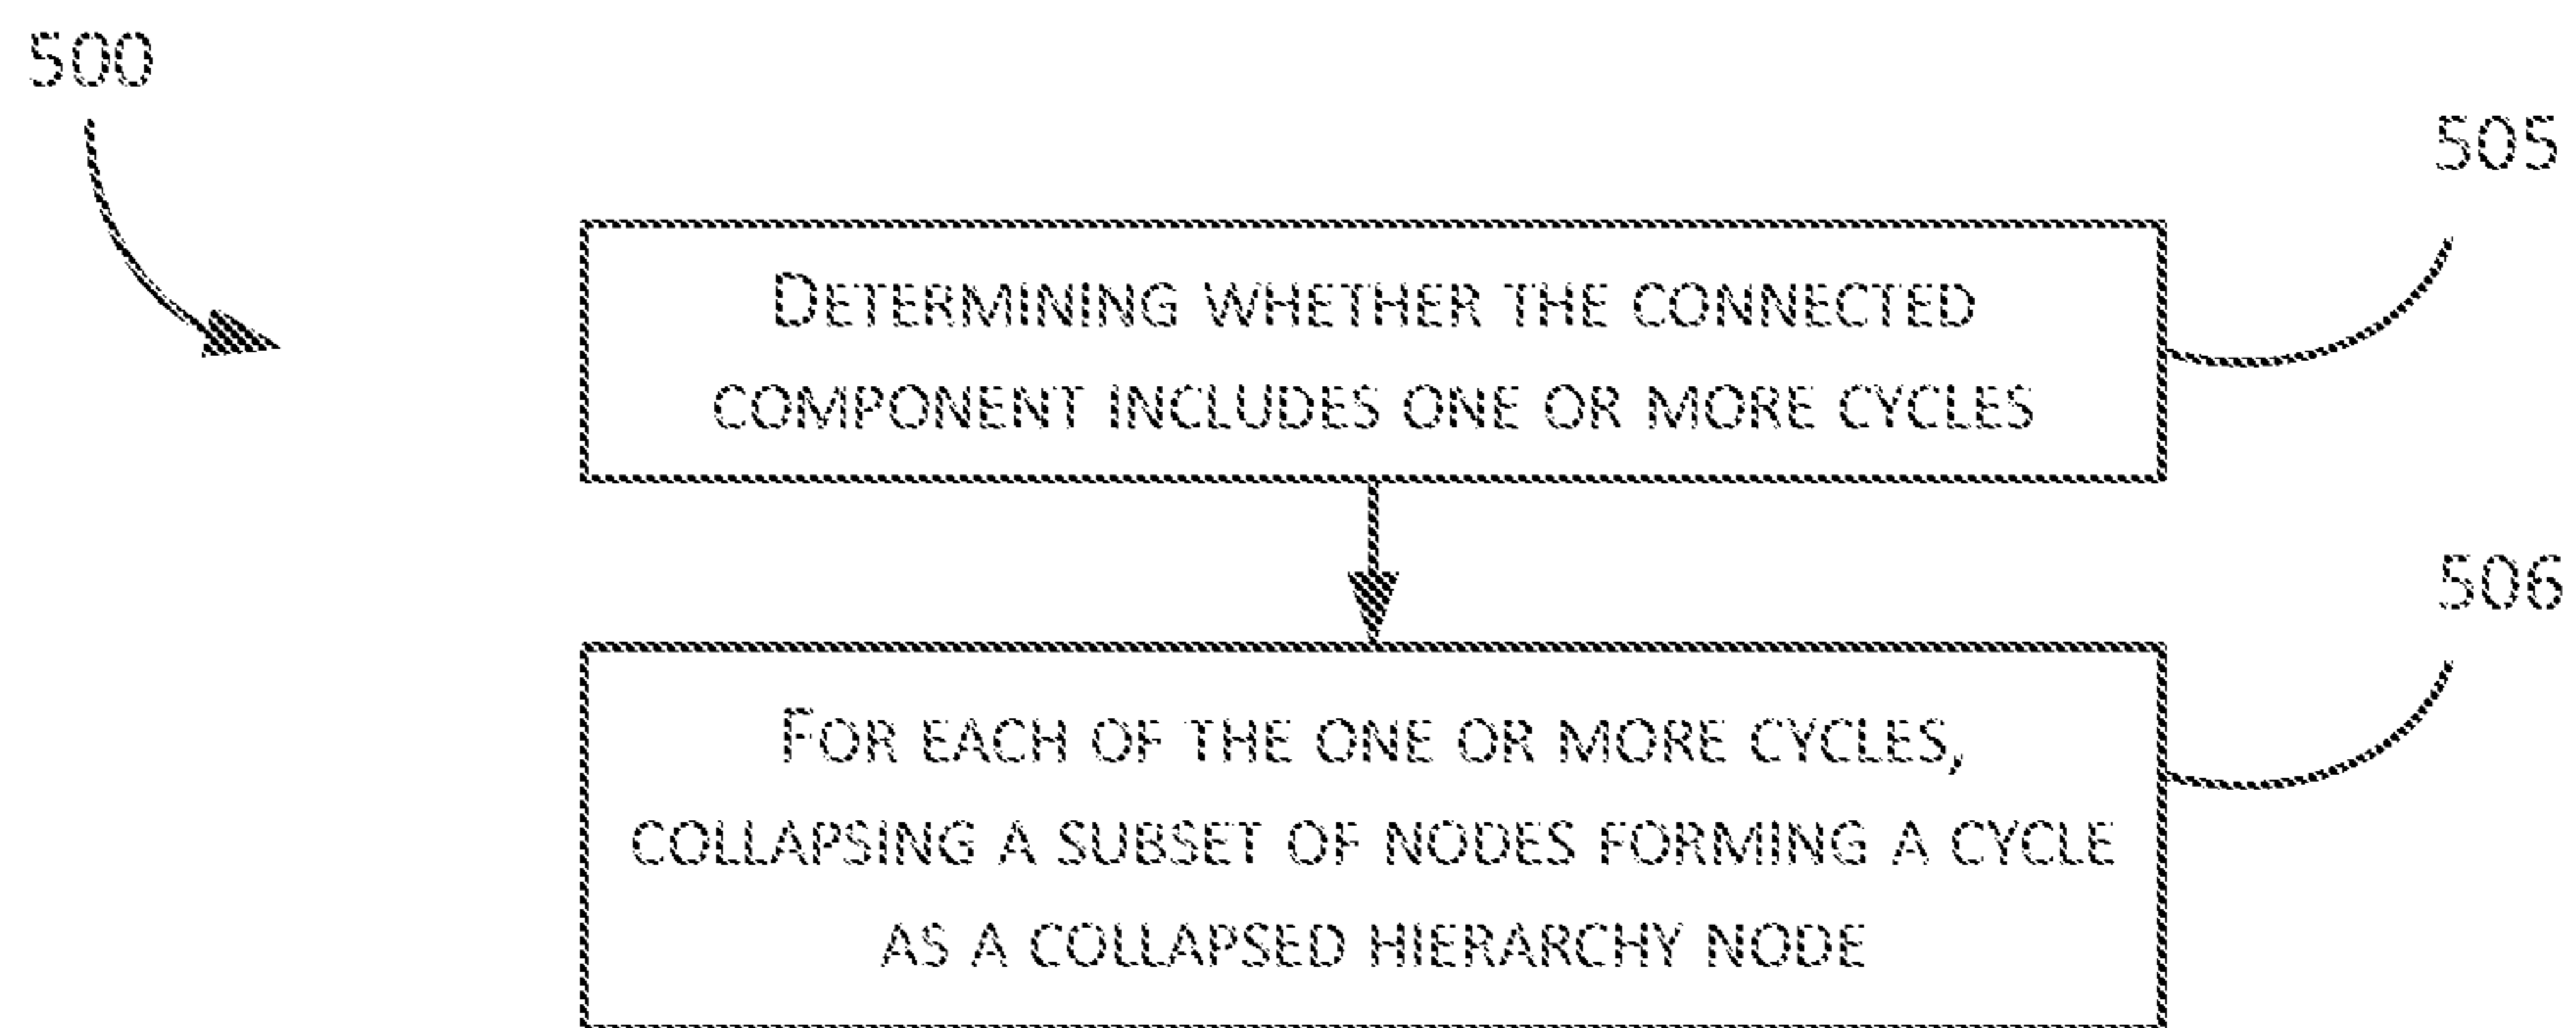 500
505
DETERMINING WHETHER THE CONNECTED
COMPONENT INCLUDES ONE OR MORE CYCLES
506
FOR EACH OF THE ONE OR MORE CYCLES,
COLLAPSING A SUBSET OF NODES FORMING A CYCLE
AS A COLLAPSED HIERARCHY NODE